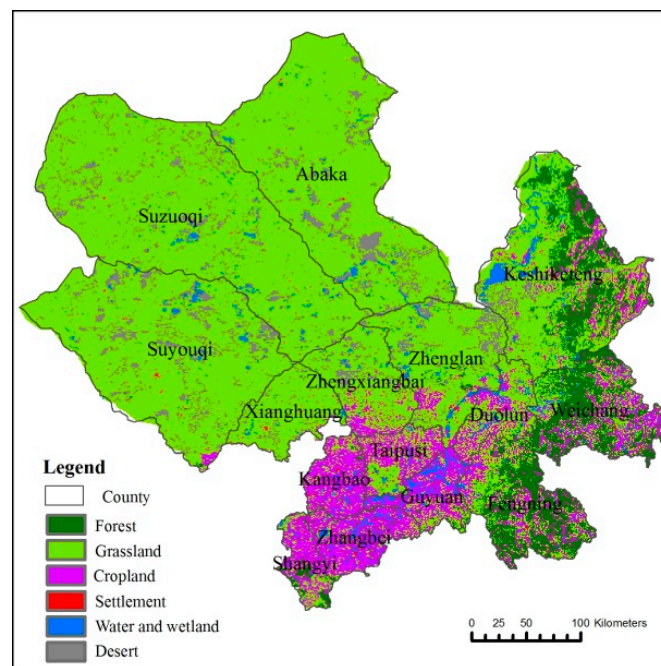 Abaka
Suzuoqi
Keshiketeng
Suyouqi
Zhenglan
Zhengxiangbai
Xianghuang
Duolun
Weichang
Taipusi
Kangbao
Guyuan
Fengning
Zhangbei
Shangyi
Legend
County
Forest
Grassland
Cropland
Settlement
Water and wetland
Desert
0 25 50 100 Kilometers